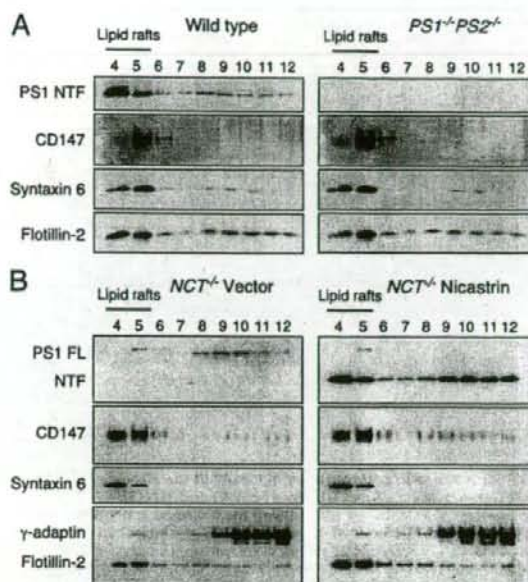 A
Wild type
PS1-/-PS2-/-
Lipid rafts
4 5 6 7 8 9 10 11 12
4 5 6 7 8 9 10 11 12
PS1 NTF
CD147
Syntaxin 6
Flotillin-2
B
NCT-/- Vector
NCT-/- Nicastrin
Lipid rafts
Lipid rafts
4 5 6 7 8 9 10 11 12
4 5 6 7 8 9 10 11 12
PS1 FL
NTF
CD147
Syntaxin 6
γ-adaptin
Flotillin-2